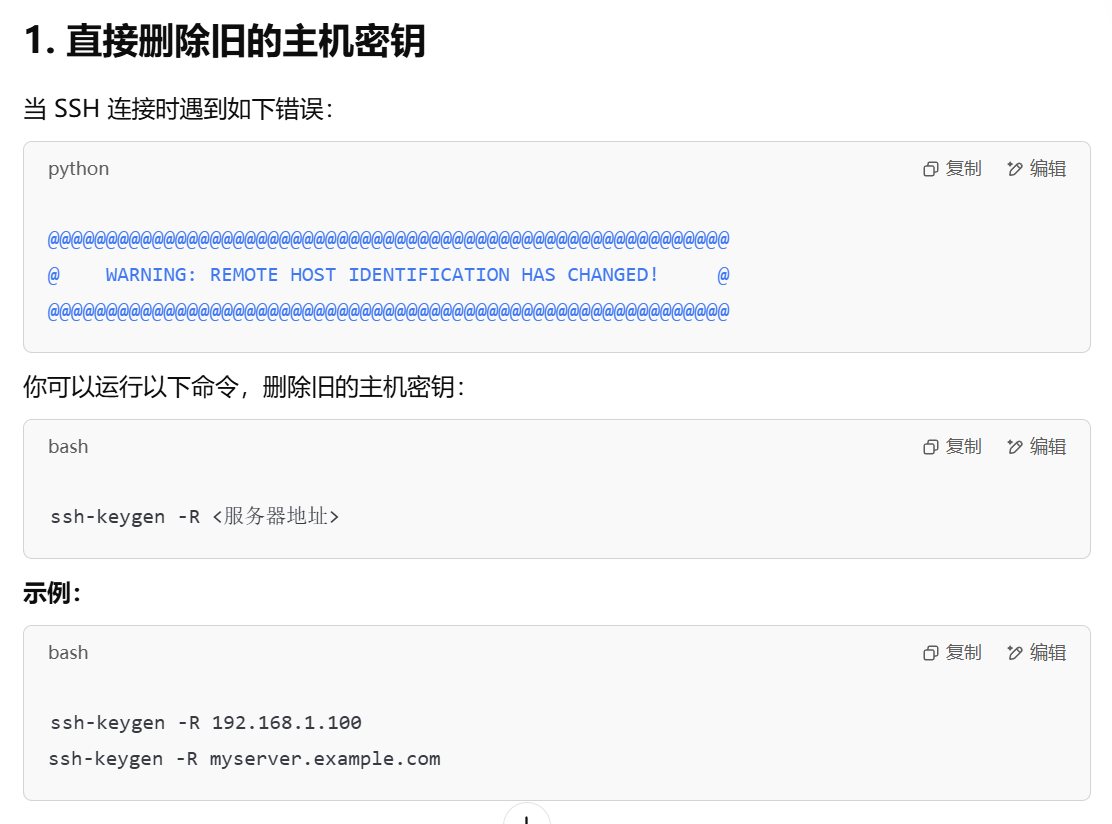 1. 直接删除旧的主机密钥
当 SSH 连接时遇到如下错误：
python
复制
编辑
@@@@@@@@@@@@@@@@@@@@@@@@@@@@@@@@@@@@@@@@@@@@@@@@@@@@@@@@@@@
@    WARNING: REMOTE HOST IDENTIFICATION HAS CHANGED!     @
@@@@@@@@@@@@@@@@@@@@@@@@@@@@@@@@@@@@@@@@@@@@@@@@@@@@@@@@@@@
你可以运行以下命令，删除旧的主机密钥：
bash
复制
编辑
ssh-keygen -R <服务器地址>
示例：
bash
复制
编辑
ssh-keygen -R 192.168.1.100
ssh-keygen -R myserver.example.com